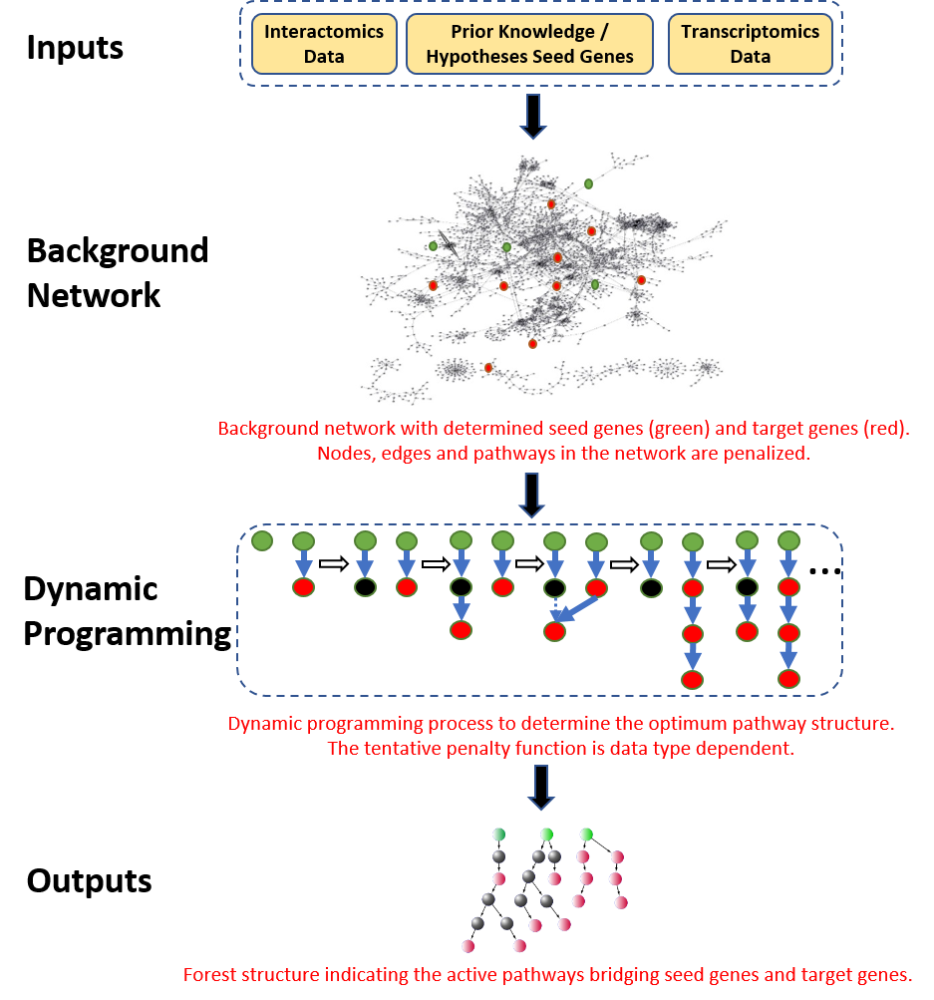 Inputs
Interactomics
Data
Prior Knowledge /
Hypotheses Seed Genes
Transcriptomics
Data
Background
Network
Background network with determined seed genes (green) and target genes (red).
Nodes, edges and pathways in the network are penalized.
Dynamic
Programming
...
Dynamic programming process to determine the optimum pathway structure.
The tentative penalty function is data type dependent.
Outputs
Forest structure indicating the active pathways bridging seed genes and target genes.